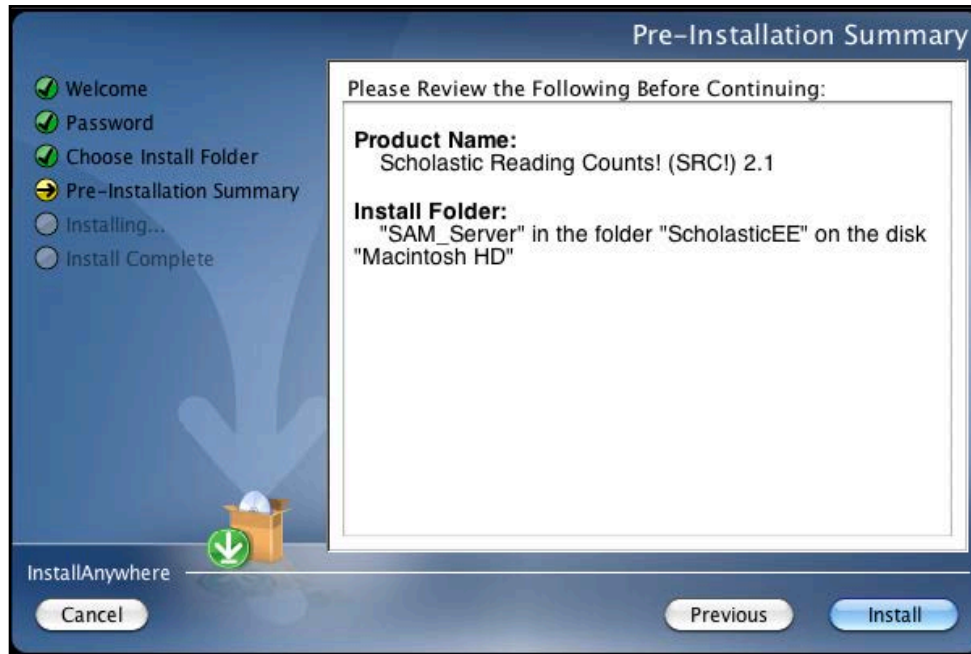 Pre-Installation Summary
Welcome
Password
Choose Install Folder
Pre-Installation Summary
Installing...
Install Complete
Please Review the Following Before Continuing:
Product Name:
Scholastic Reading Counts! (SRC!) 2.1
Install Folder:
"SAM_Server" in the folder "ScholasticEE" on the disk
"Macintosh HD"
InstallAnywhere
Cancel
Previous
Install